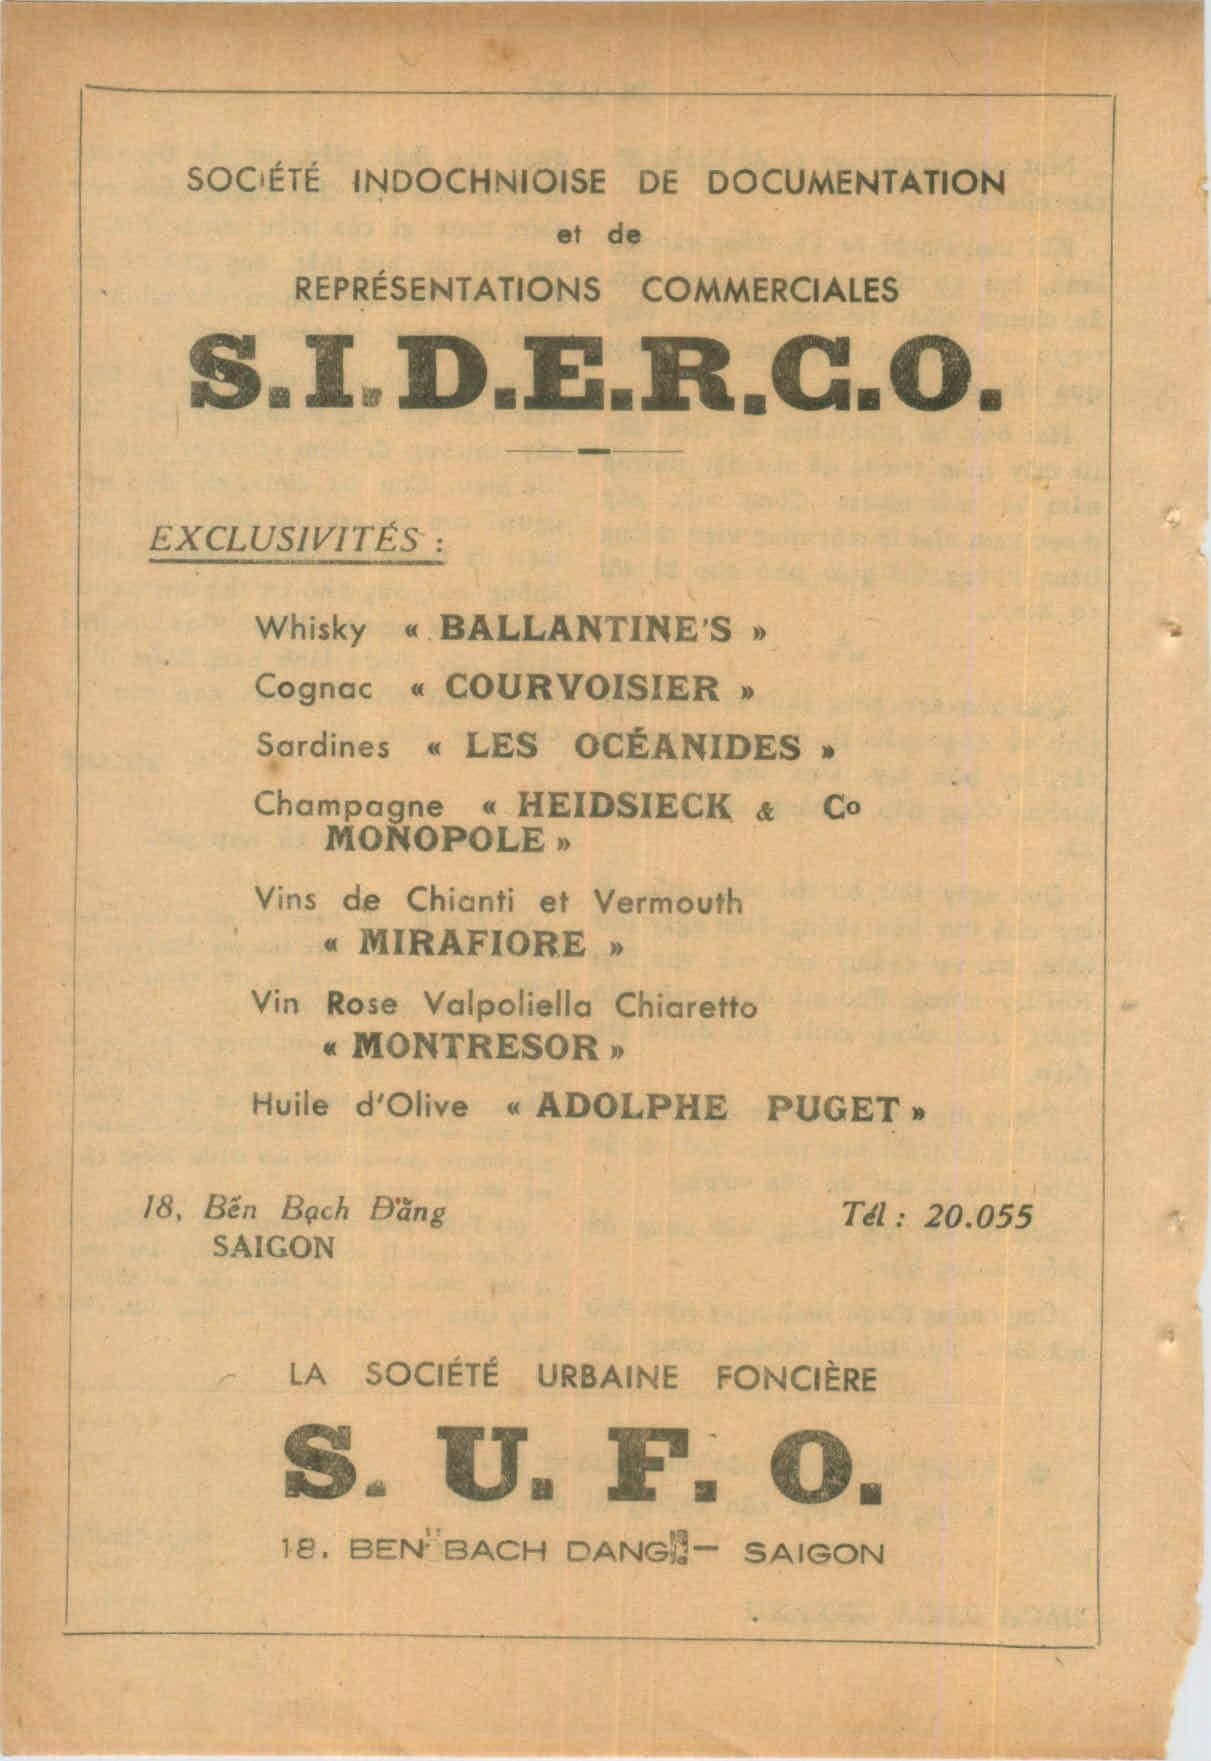 SOCIÉTÉ INDOCHNIOISE DE DOCUMENTATION
et de
REPRÉSENTATIONS COMMERCIALES
S.I.D.E.R.C.O.
EXCLUSIVITÉS :
Whisky « BALLANTINE'S »
Cognac « COURVOISIER »
Sardines « LES OCÉANIDES »
Champagne « HEIDSIECK & Co
MONOPOLE »
Vins de Chianti et Vermouth
« MIRAFIORE »
Vin Rose Valpoliella Chiaretto
« MONTRESOR »
Huile d'Olive « ADOLPHE PUGET »
18, Bến Bạch Đằng
SAIGON
Tél : 20.055
LA SOCIÉTÉ URBAINE FONCIÈRE
S. U. F. O.
18. BEN BACH DANG — SAIGON